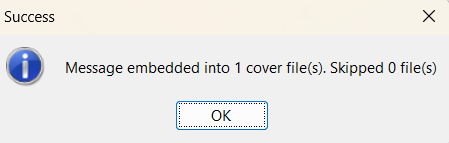 Success
Message embedded into 1 cover file(s). Skipped 0 file(s)
OK